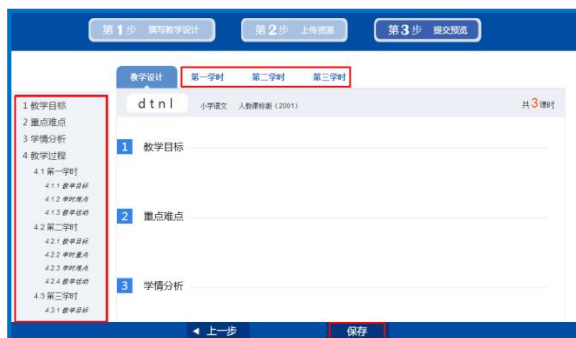 第1步 撰写教学设计
第2步 上传资源
第3步 提交预览
教学设计 第一学时 第二学时 第三学时
dtnl 小学语文 人教课标版（2001） 共3课时
1 教学目标
2 重点难点
3 学情分析
4 教学过程
4.1 第一学时
4.1.1 教学目标
4.1.2 学时难点
4.1.3 教学活动
4.2 第二学时
4.2.1 教学目标
4.2.2 学时重点
4.2.3 学时难点
4.2.4 教学活动
4.3 第三学时
4.3.1 教学目标
1 教学目标
2 重点难点
3 学情分析
上一步
保存